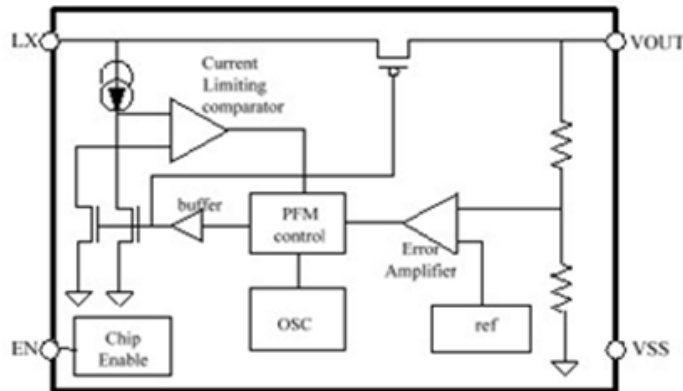 LX
VOUT
Current
Limiting
comparator
buffer
PFM
control
Error
Amplifier
OSC
ref
EN
Chip
Enable
VSS